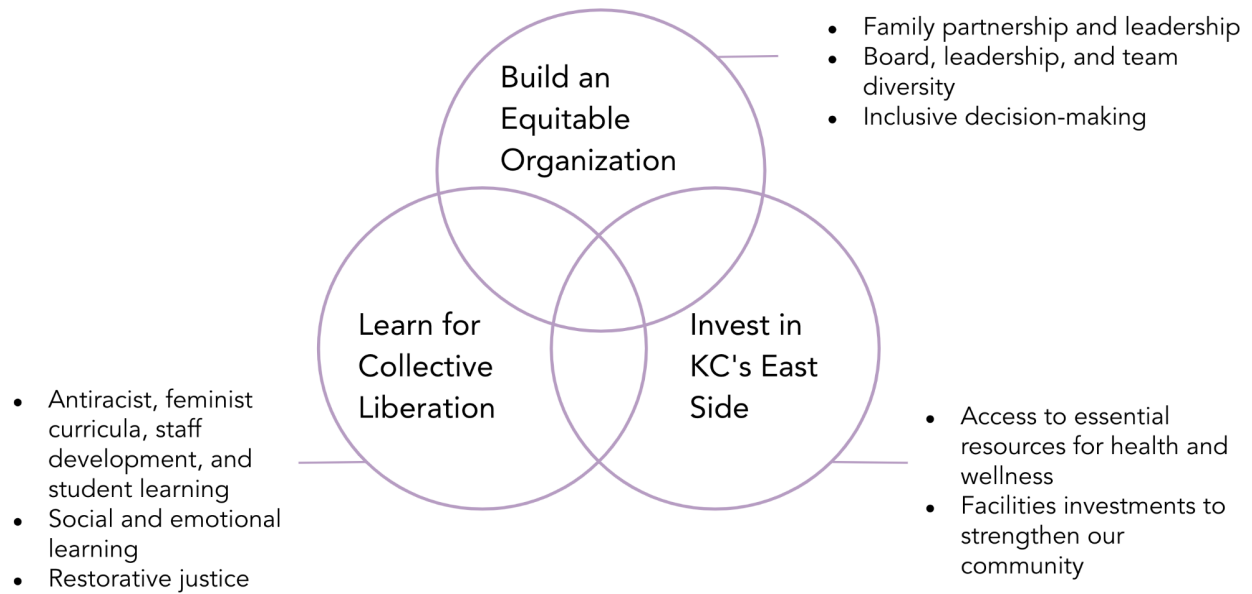 Build an
Equitable
Organization
• Family partnership and leadership
• Board, leadership, and team
diversity
• Inclusive decision-making
Learn for
Collective
Liberation
• Antiracist, feminist
curricula, staff
development, and
student learning
• Social and emotional
learning
• Restorative justice
Invest in
KC's East
Side
• Access to essential
resources for health and
wellness
• Facilities investments to
strengthen our
community